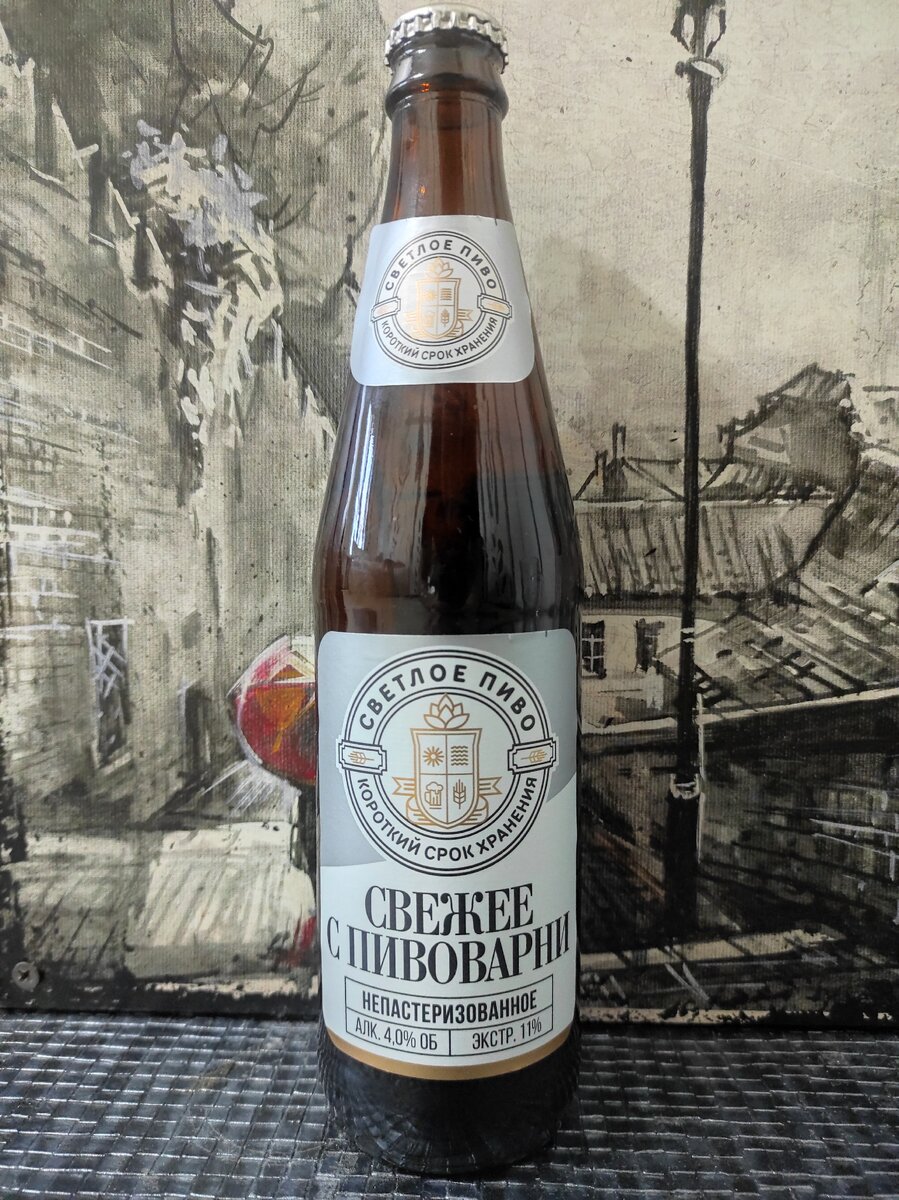 СВЕТЛОЕ ПИВО
КОРОТКИЙ СРОК ХРАНЕНИЯ
СВЕТЛОЕ ПИВО
КОРОТКИЙ СРОК ХРАНЕНИЯ
СВЕЖЕЕ
С ПИВОВАРНИ
НЕПАСТЕРИЗОВАННОЕ
АЛК. 4,0% ОБ ЭКСТР. 11%